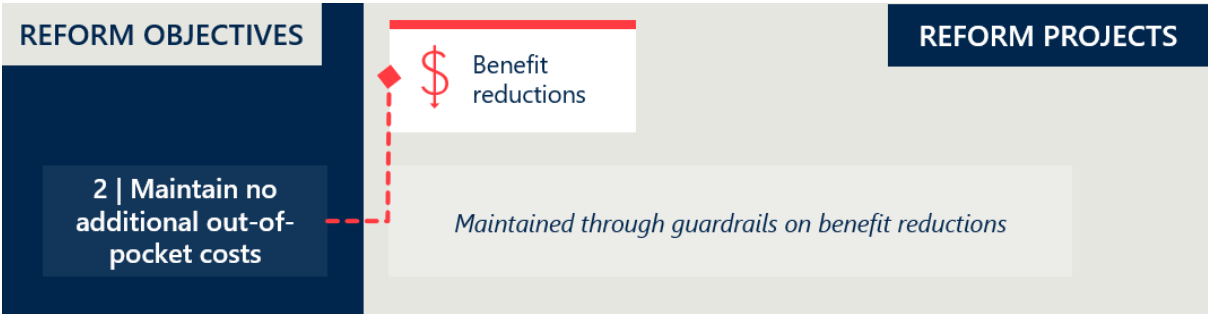 REFORM OBJECTIVES
Benefit
reductions
REFORM PROJECTS
2 | Maintain no
additional out-of-
pocket costs
Maintained through guardrails on benefit reductions